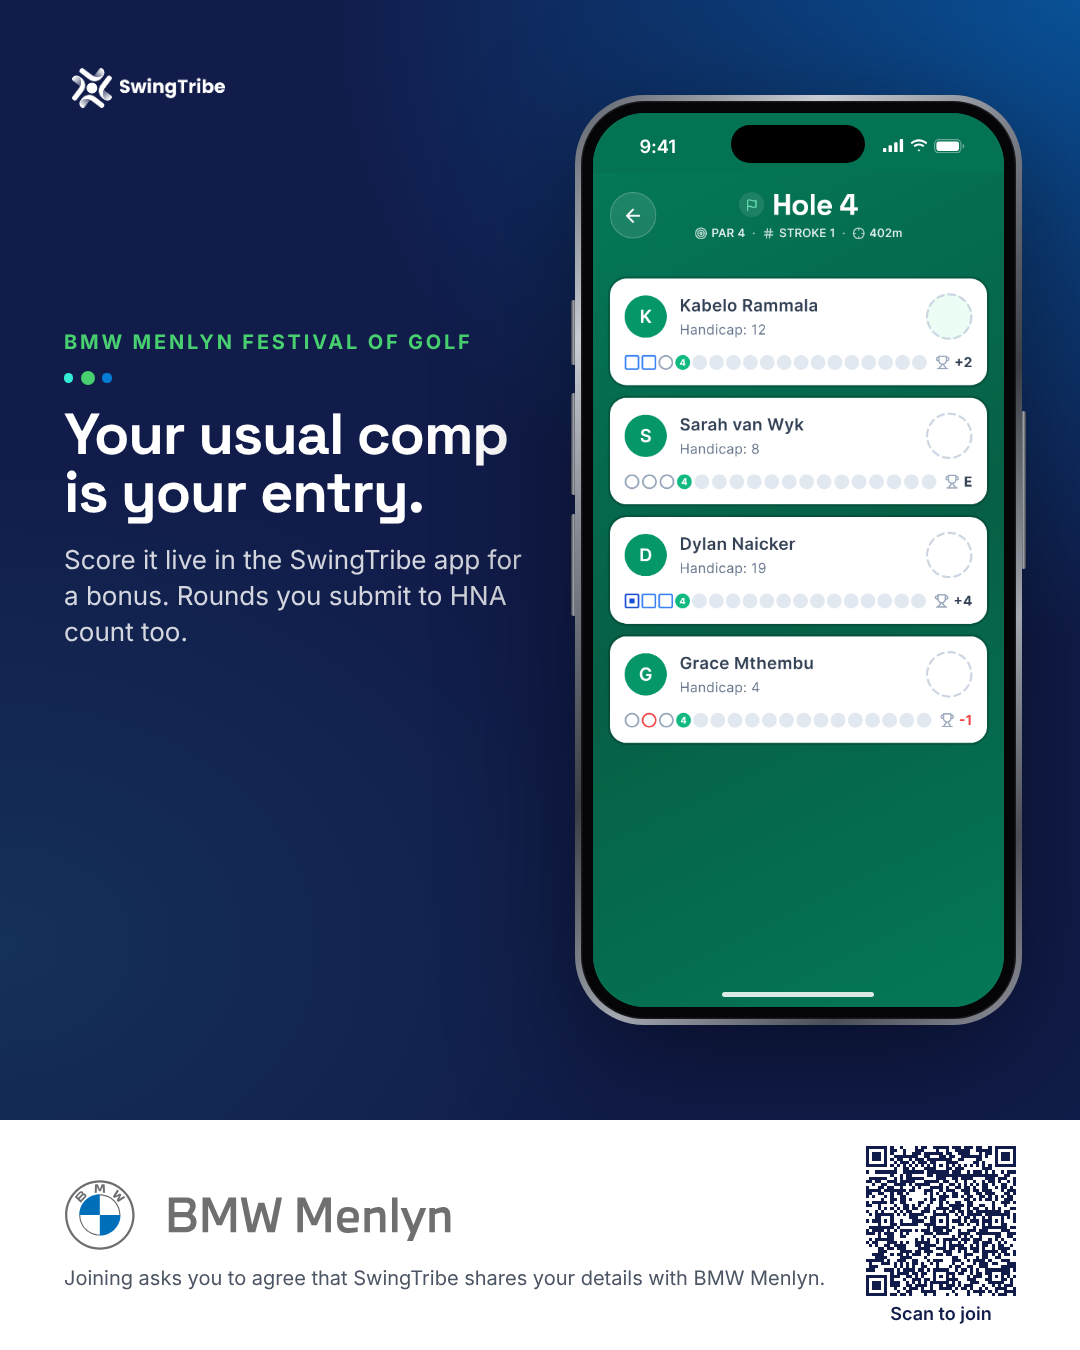 SwingTribe
BMW MENLYN FESTIVAL OF GOLF
Your usual comp
is your entry.
Score it live in the SwingTribe app for
a bonus. Rounds you submit to HNA
count too.
9:41
Hole 4
PAR 4 · # STROKE 1 · 402m
K
Kabelo Rammala
Handicap: 12
4
+2
S
Sarah van Wyk
Handicap: 8
4
E
D
Dylan Naicker
Handicap: 19
4
+4
G
Grace Mthembu
Handicap: 4
4
-1
BMW
BMW Menlyn
Joining asks you to agree that SwingTribe shares your details with BMW Menlyn.
Scan to join